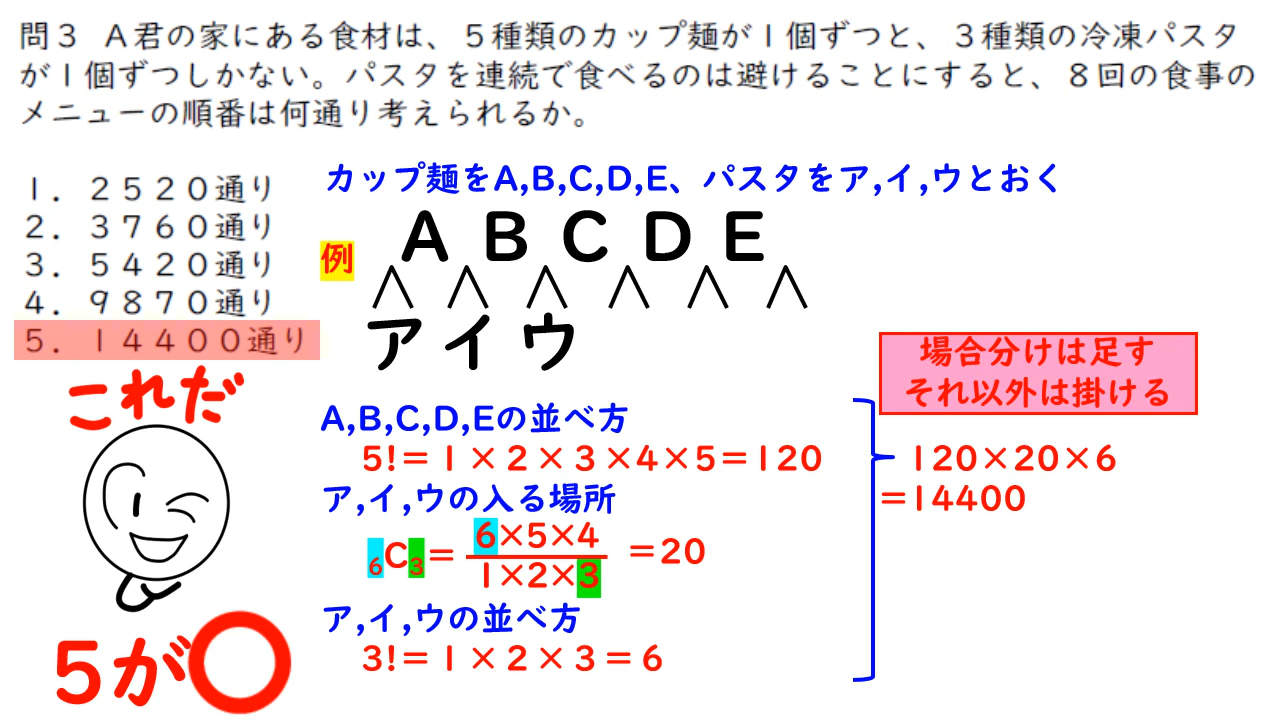 問３ Ａ君の家にある食材は、５種類のカップ麺が１個ずつと、３種類の冷凍パスタ
が１個ずつしかない。パスタを連続で食べるのは避けることにすると、８回の食事の
メニューの順番は何通り考えられるか。
１．２５２０通り
２．３７６０通り
３．５４２０通り
４．９８７０通り
５．１４４００通り
これだ
5が〇
カップ麺をA,B,C,D,E、パスタをア,イ,ウとおく
例
A B C D E
ア イ ウ
A,B,C,D,Eの並べ方
5!＝1×2×3×4×5＝120
ア,イ,ウの入る場所
₆C₃＝ 6×5×4 ＝20
1×2×3
ア,イ,ウの並べ方
3!＝1×2×3＝6
場合分けは足す
それ以外は掛ける
120×20×6
＝14400